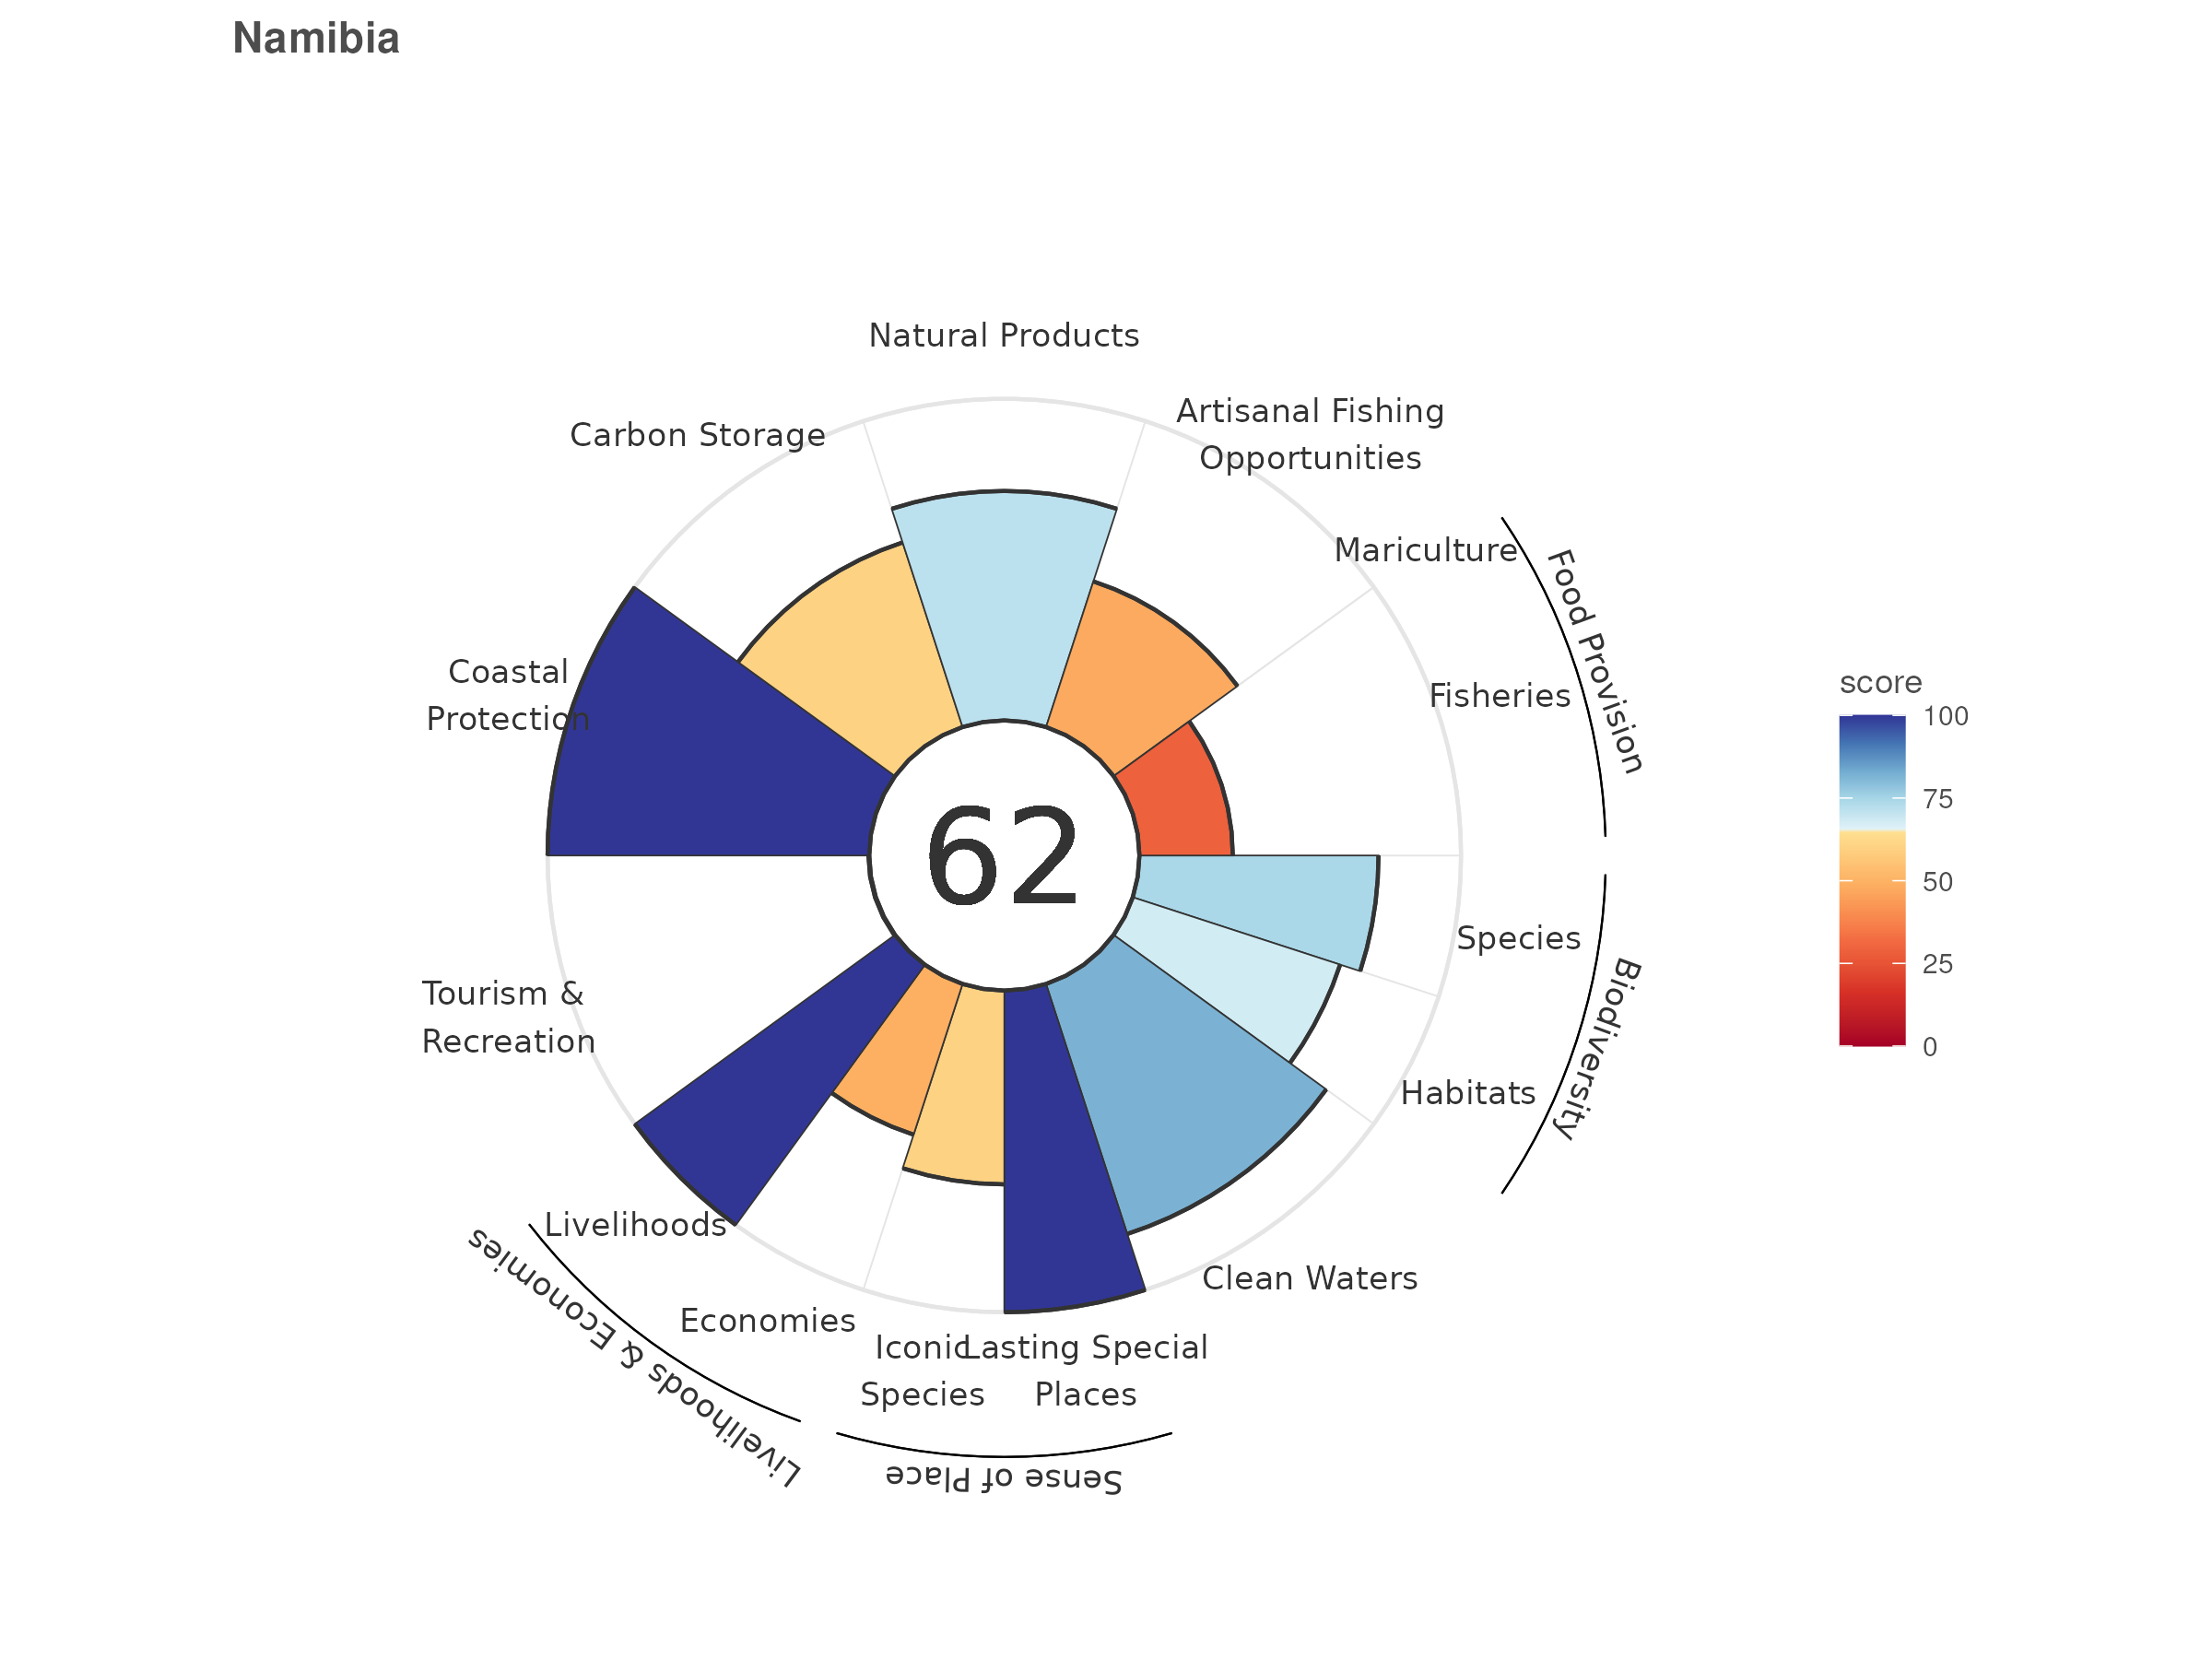 Namibia
Natural Products
Artisanal Fishing
Opportunities
Carbon Storage
Mariculture
Food Provision
Fisheries
Coastal
Protection
score
100
75
50
25
0
62
Species
Biodiversity
Tourism &
Recreation
Habitats
Livelihoods
Clean Waters
Livelihoods & Economies
Economies
Iconic
Species
Lasting Special
Places
Sense of Place